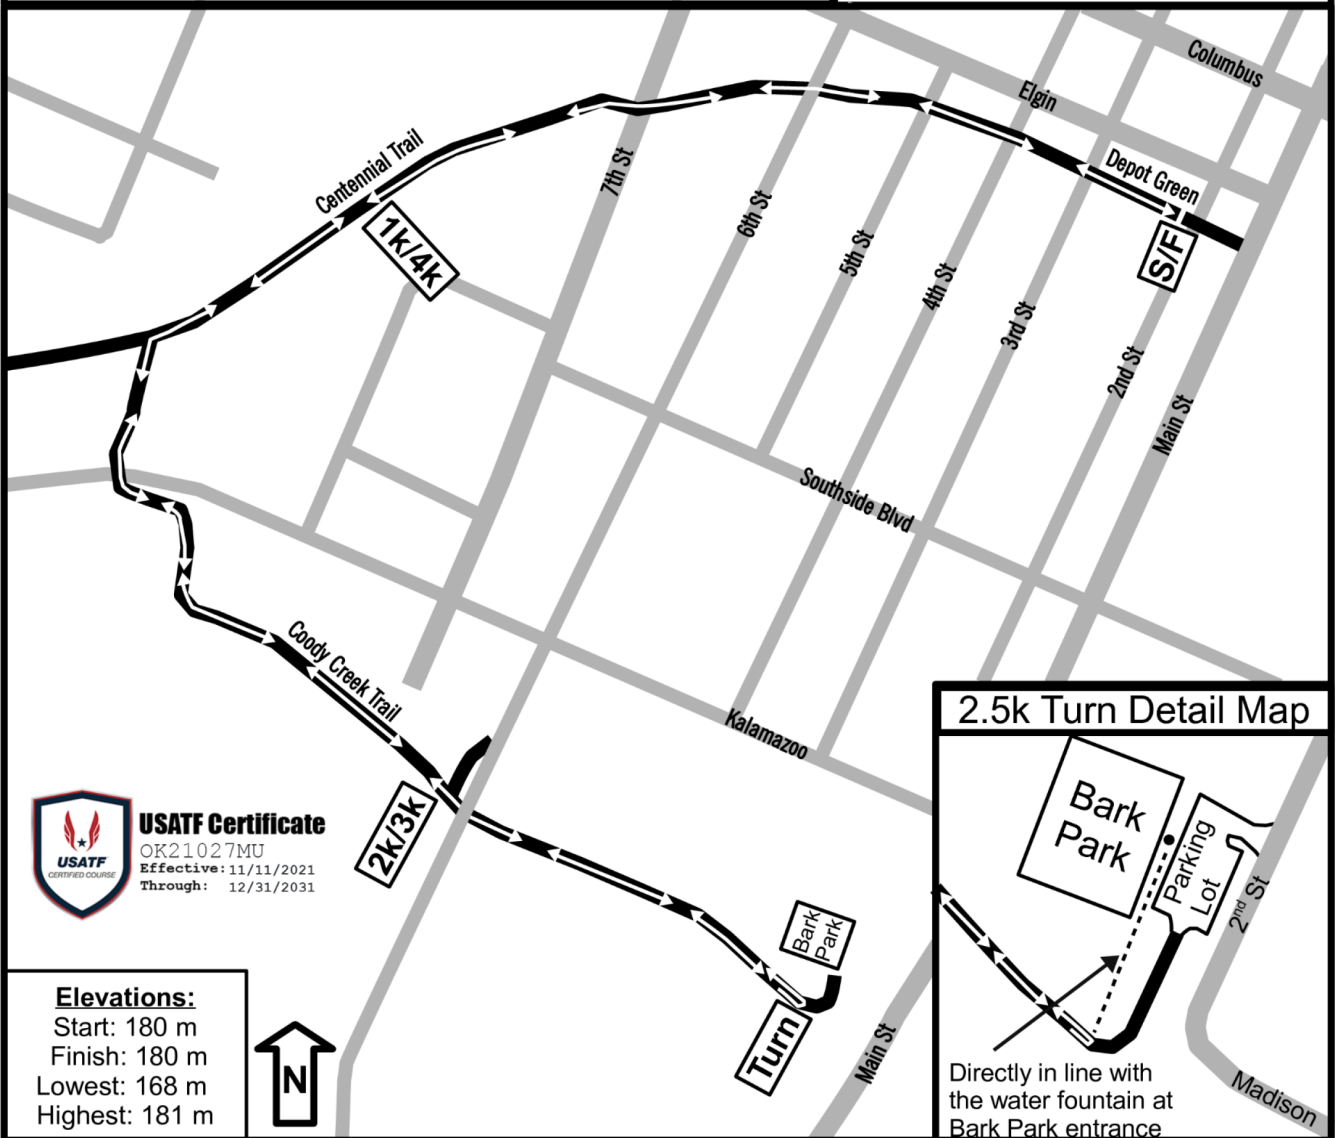 Columbus
Elgin
Depot Green
Centennial Trail
7th St
6th St
5th St
4th St
3rd St
2nd St
Main St
S/F
1k/4k
Southside Blvd
Coody Creek Trail
Kalamazoo
2k/3k
Bark
Park
Turn
Main St
USATF
CERTIFIED COURSE
USATF Certificate
OK21027MU
Effective: 11/11/2021
Through: 12/31/2031
Elevations:
Start: 180 m
Finish: 180 m
Lowest: 168 m
Highest: 181 m
N
2.5k Turn Detail Map
Bark
Park
Parking
Lot
2nd St
Madison
Directly in line with
the water fountain at
Bark Park entrance